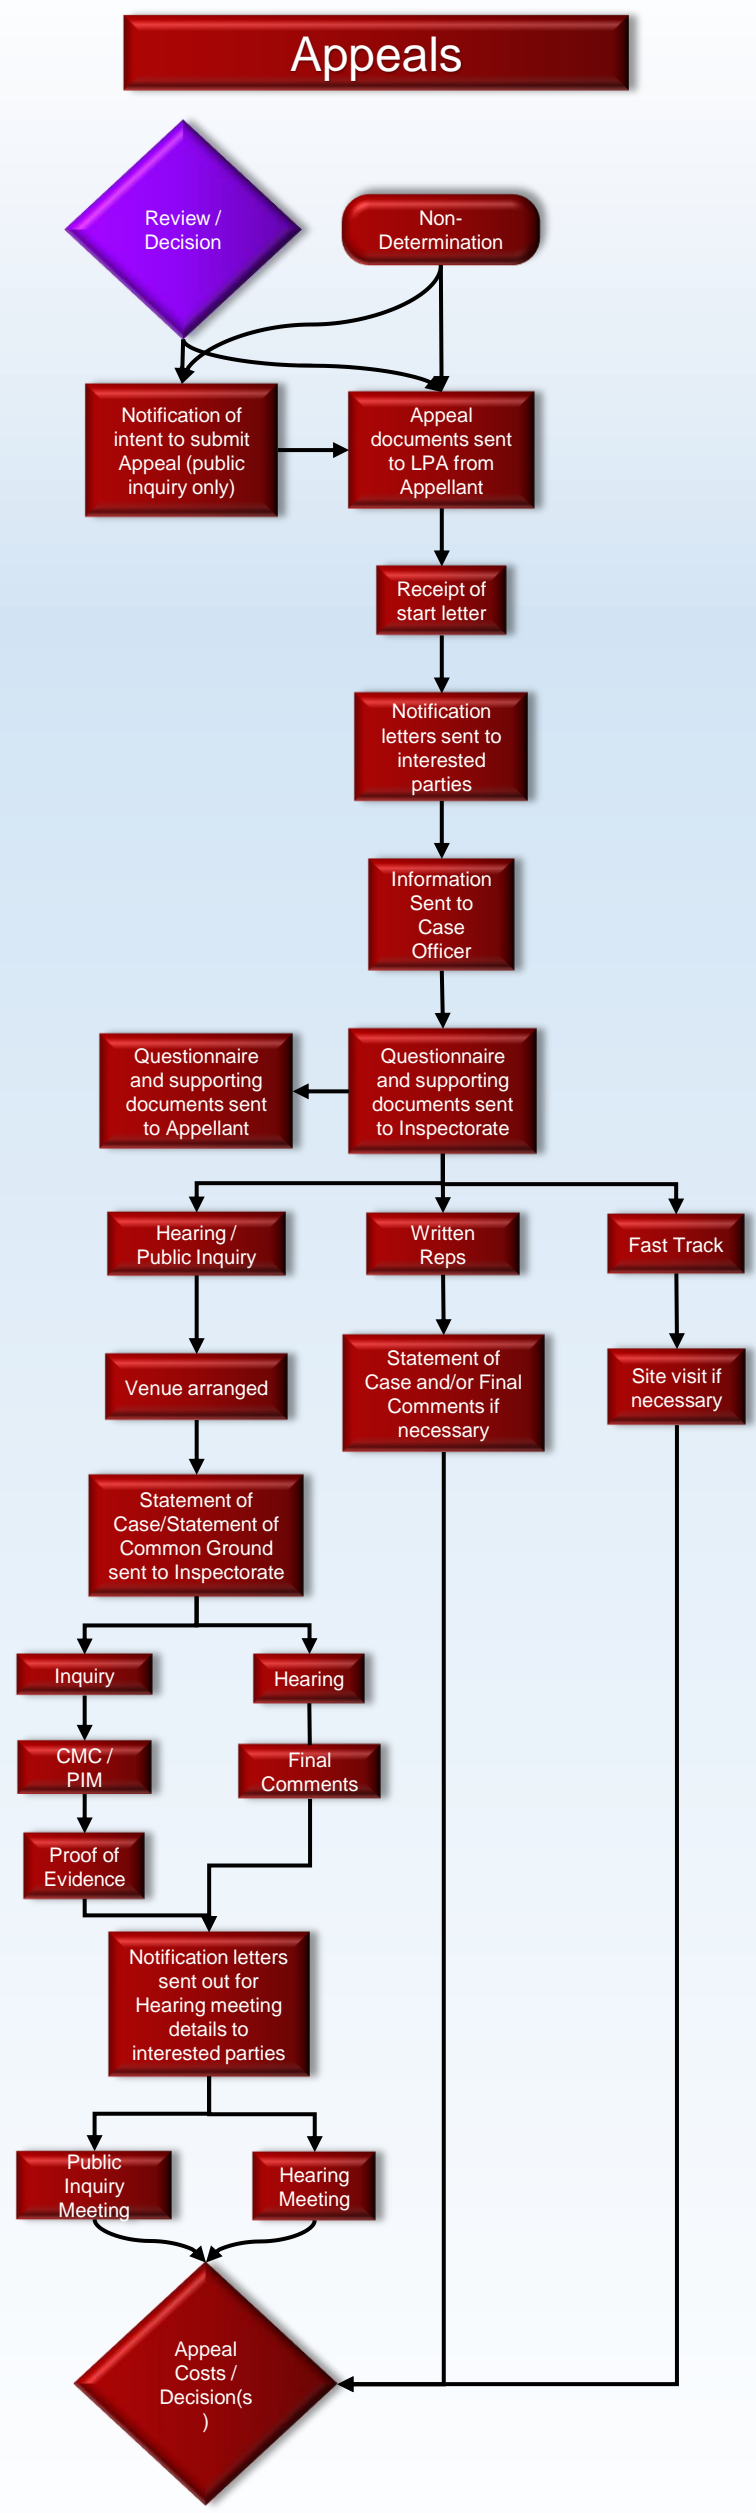 Appeals
Review /
Decision
Non-
Determination
Notification of
intent to submit
Appeal (public
inquiry only)
Appeal
documents sent
to LPA from
Appellant
Receipt of
start letter
Notification
letters sent to
interested
parties
Information
Sent to
Case
Officer
Questionnaire
and supporting
documents sent
to Appellant
Questionnaire
and supporting
documents sent
to Inspectorate
Hearing /
Public Inquiry
Written
Reps
Fast Track
Venue arranged
Statement of
Case and/or Final
Comments if
necessary
Site visit if
necessary
Statement of
Case/Statement of
Common Ground
sent to Inspectorate
Inquiry
Hearing
CMC /
PIM
Final
Comments
Proof of
Evidence
Notification letters
sent out for
Hearing meeting
details to
interested parties
Public
Inquiry
Meeting
Hearing
Meeting
Appeal
Costs /
Decision(s
)